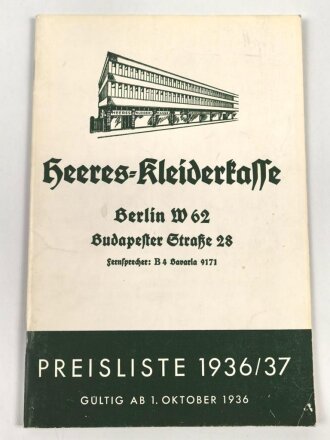 Heeres-Kleiderkasse
Berlin W 62
Budapester Straße 28
Fernsprecher: B 4 Bavaria 9171
PREISLISTE 1936/37
GÜLTIG AB 1. OKTOBER 1936